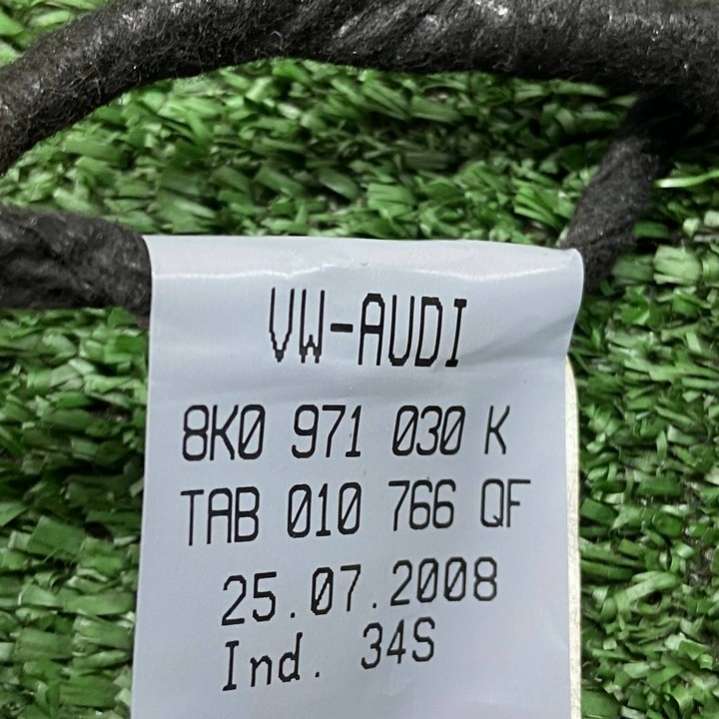 VW-AUDI
8K0 971 030 K
TAB 010 766 QF
25.07.2008
Ind. 34S